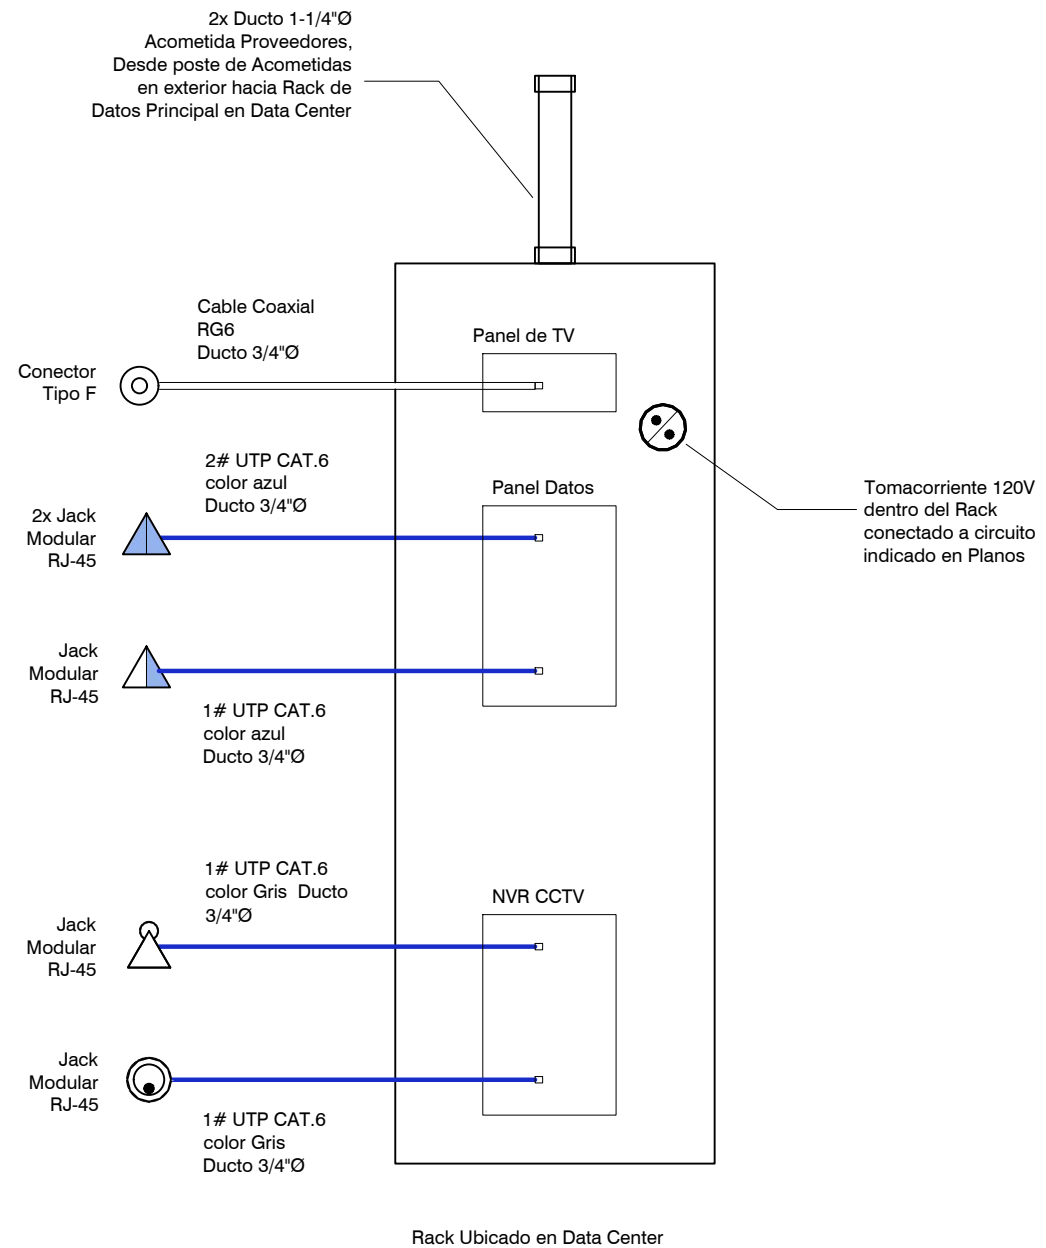 2x Ducto 1-1/4"Ø
Acometida Proveedores,
Desde poste de Acometidas
en exterior hacia Rack de
Datos Principal en Data Center
Cable Coaxial
RG6
Ducto 3/4"Ø
Panel de TV
Conector
Tipo F
2# UTP CAT.6
color azul
Ducto 3/4"Ø
Panel Datos
Tomacorriente 120V
dentro del Rack
conectado a circuito
indicado en Planos
2x Jack
Modular
RJ-45
Jack
Modular
RJ-45
1# UTP CAT.6
color azul
Ducto 3/4"Ø
1# UTP CAT.6
color Gris  Ducto
3/4"Ø
NVR CCTV
Jack
Modular
RJ-45
Jack
Modular
RJ-45
1# UTP CAT.6
color Gris
Ducto 3/4"Ø
Rack Ubicado en Data Center